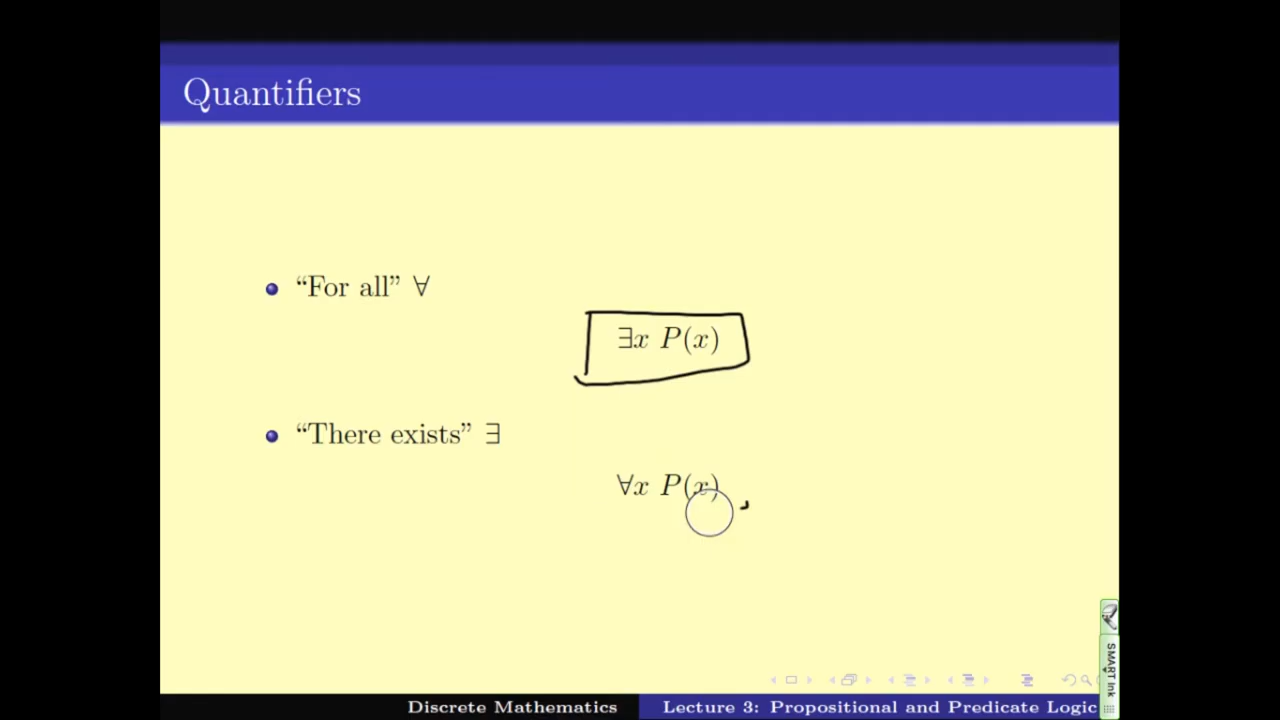 Quantifiers
“For all” ∀
∃x P(x)
“There exists” ∃
∀x P(x)
SMART Ink
Discrete Mathematics Lecture 3: Propositional and Predicate Logic